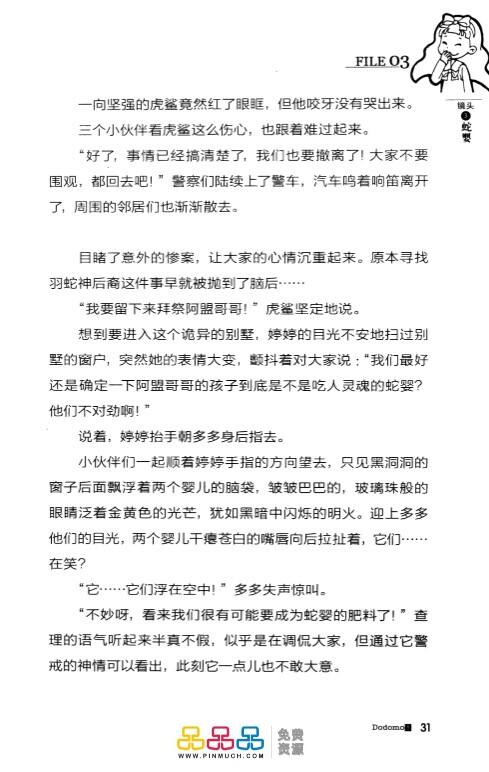 FILE 03
镜头
3
蛇婴
一向坚强的虎鲨竟然红了眼眶，但他咬牙没有哭出来。
三个小伙伴看虎鲨这么伤心，也跟着难过起来。
“好了，事情已经搞清楚了，我们也要撤离了！大家不要
围观，都回去吧！”警察们陆续上了警车，汽车鸣着响笛离开
了，周围的邻居们也渐渐散去。
目睹了意外的惨案，让大家的心情沉重起来。原本寻找
羽蛇神后裔这件事早就被抛到了脑后……
“我要留下来拜祭阿盟哥哥！”虎鲨坚定地说。
想到要进入这个诡异的别墅，婷婷的目光不安地扫过别
墅的窗户，突然她的表情大变，颤抖着对大家说：“我们最好
还是确定一下阿盟哥哥的孩子到底是不是吃人灵魂的蛇婴？
他们不对劲啊！”
说着，婷婷抬手朝多多身后指去。
小伙伴们一起顺着婷婷手指的方向望去，只见黑洞洞的
窗子后面飘浮着两个婴儿的脑袋，皱皱巴巴的，玻璃珠般的
眼睛泛着金黄色的光芒，犹如黑暗中闪烁的明火。迎上多多
他们的目光，两个婴儿干瘪苍白的嘴唇向后拉扯着，它们……
在笑？
“它……它们浮在空中！”多多失声惊叫。
“不妙呀，看来我们很有可能要成为蛇婴的肥料了！”查
理的语气听起来半真不假，似乎是在调侃大家，但通过它警
戒的神情可以看出，此刻它一点儿也不敢大意。
Dodomo 31
品品品 免费
资源
WWW.PINMUCH.COM